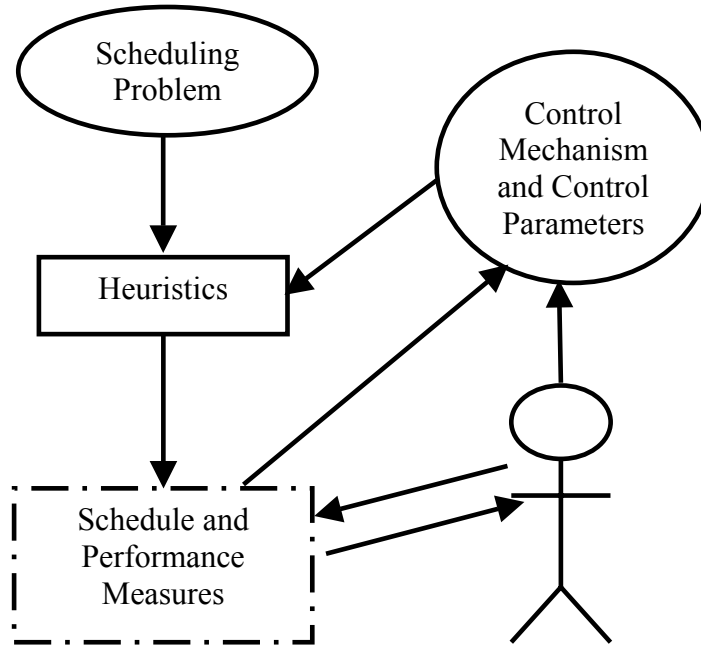 Scheduling
Problem
Control
Mechanism
and Control
Parameters
Heuristics
Schedule and
Performance
Measures